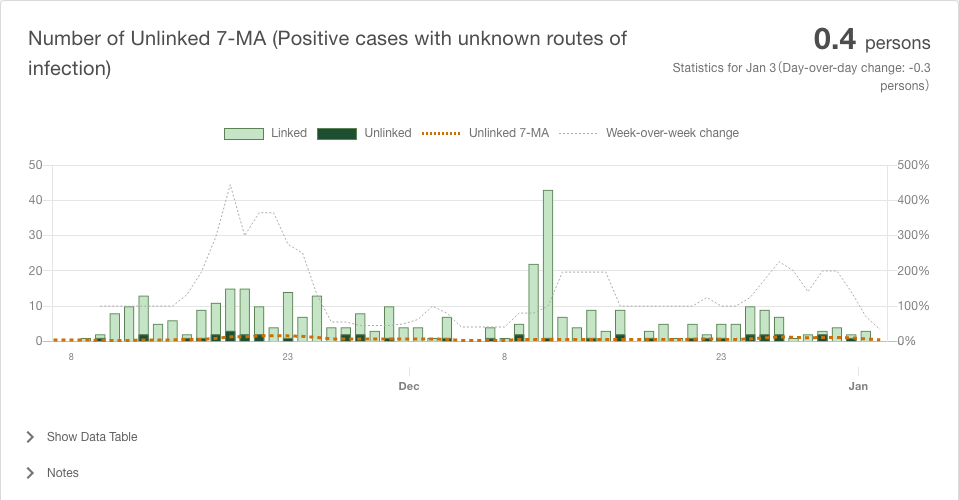 Number of Unlinked 7-MA (Positive cases with unknown routes of
infection)
0.4 persons
Statistics for Jan 3 (Day-over-day change: -0.3
persons)
Linked Unlinked Unlinked 7-MA Week-over-week change
50 500%
40 400%
30 300%
20 200%
10 100%
0 0%
8 23 8 23
Dec Jan
Show Data Table
Notes